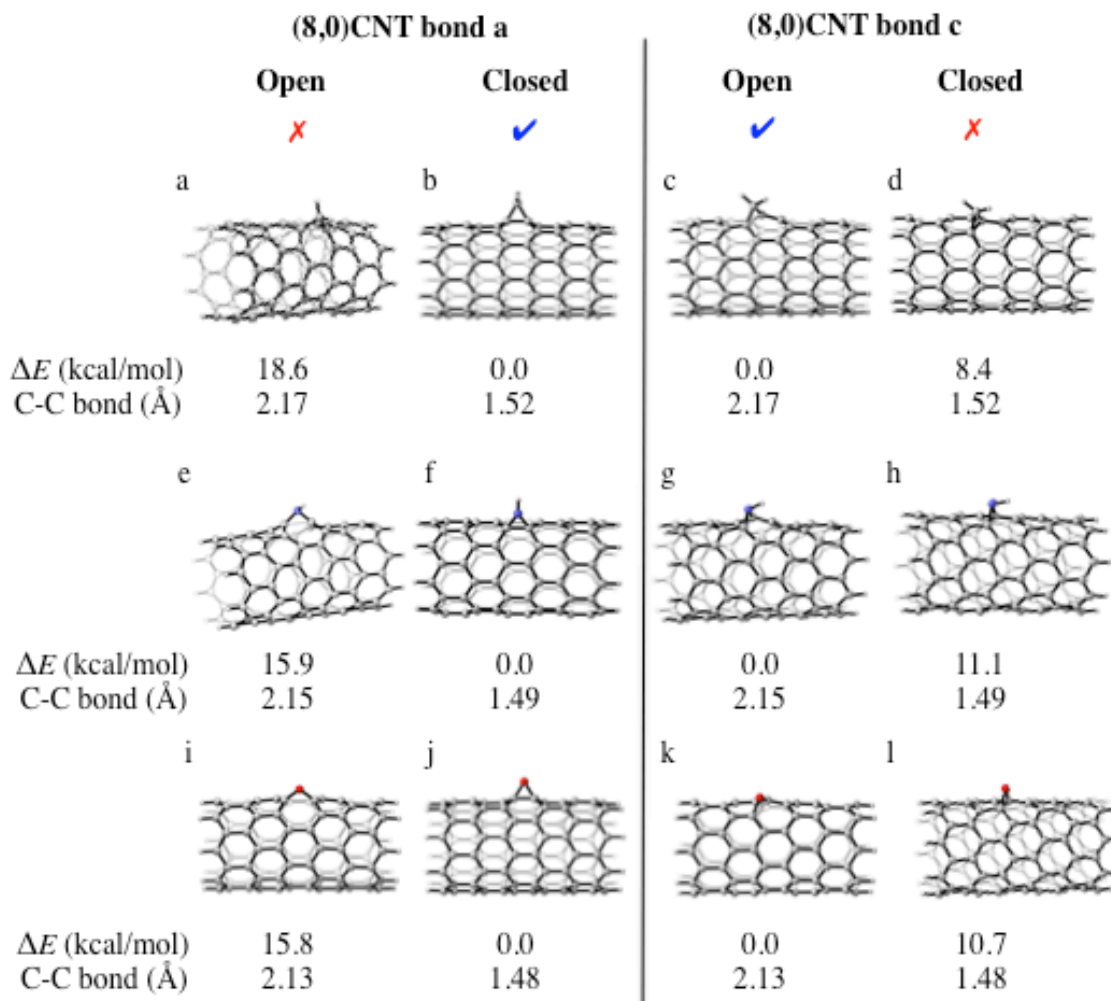 (8,0)CNT bond a (8,0)CNT bond c
Open Closed Open Closed
✗ ✔ ✔ ✗
a b c d
ΔE (kcal/mol) 18.6 0.0 0.0 8.4
C-C bond (Å) 2.17 1.52 2.17 1.52
e f g h
ΔE (kcal/mol) 15.9 0.0 0.0 11.1
C-C bond (Å) 2.15 1.49 2.15 1.49
i j k l
ΔE (kcal/mol) 15.8 0.0 0.0 10.7
C-C bond (Å) 2.13 1.48 2.13 1.48